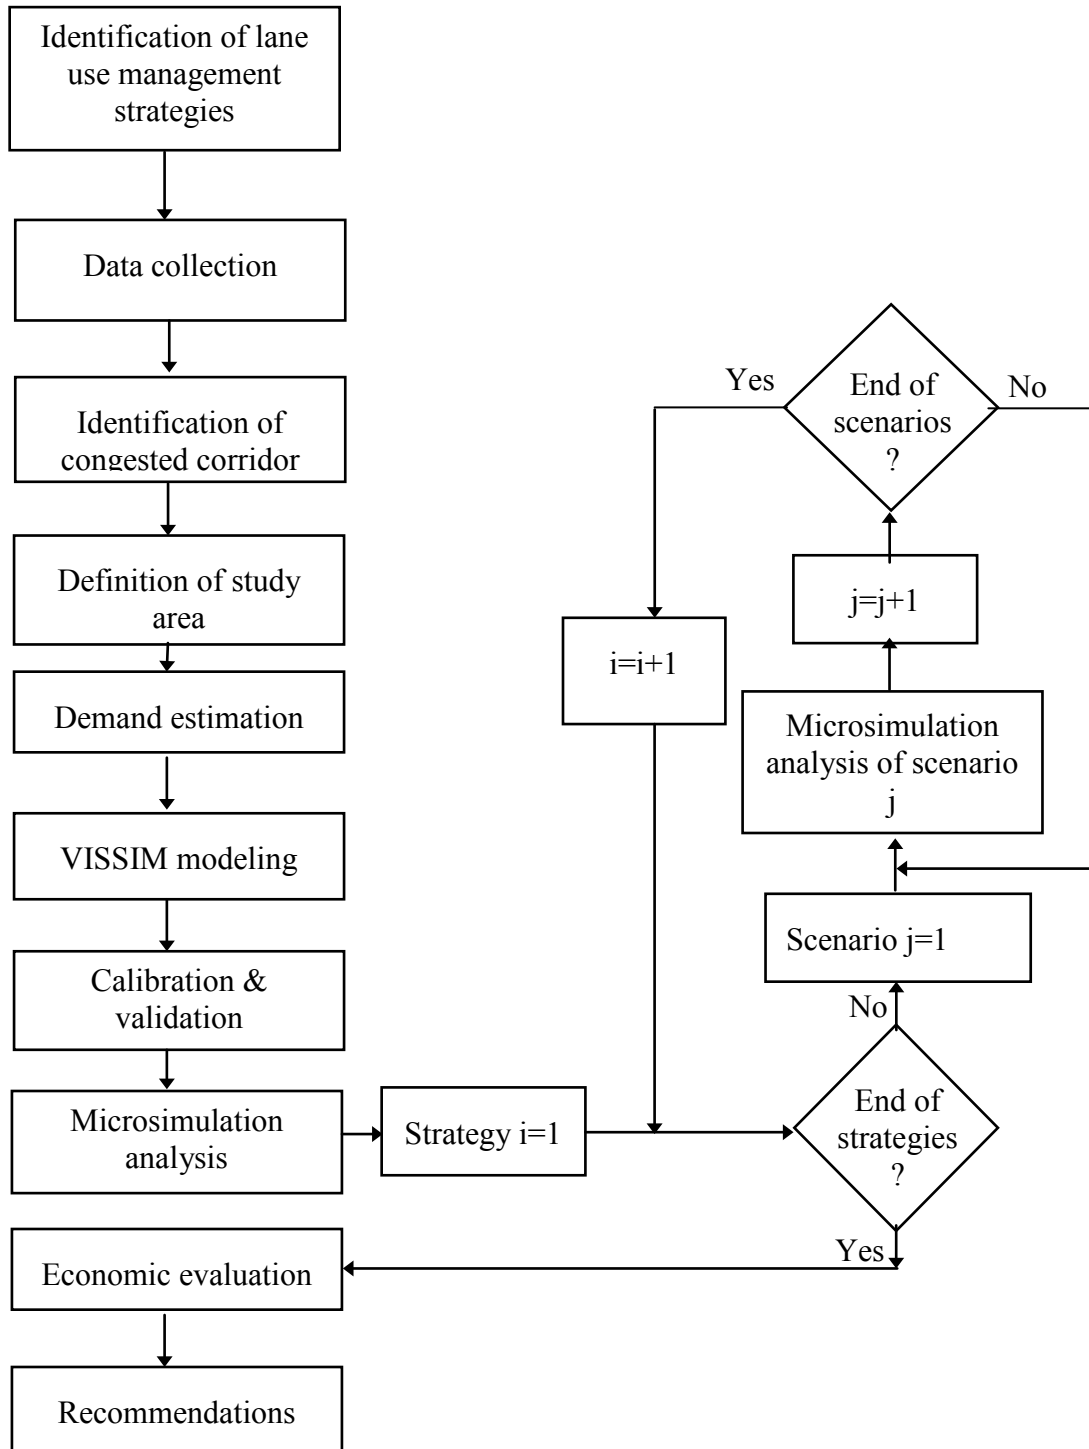 Identification of lane
use management
strategies
Data collection
Identification of
congested corridor
Definition of study
area
Demand estimation
VISSIM modeling
Calibration &
validation
Microsimulation
analysis
Strategy i=1
Economic evaluation
Recommendations
Yes
End of
scenarios
?
No
i=i+1
j=j+1
Microsimulation
analysis of scenario
j
Scenario j=1
No
End of
strategies
?
Yes